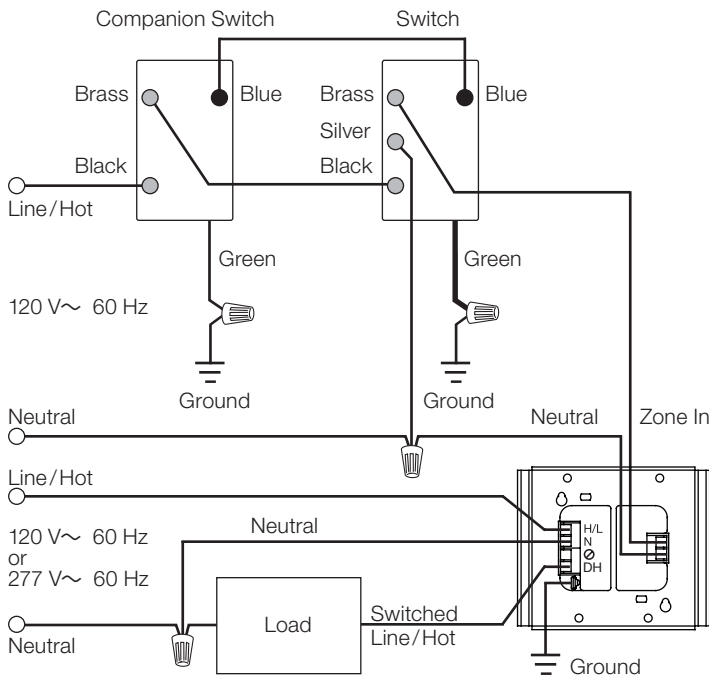 Companion Switch
Switch
Brass
Blue
Brass
Blue
Silver
Black
Black
Line/Hot
Green
Green
120 V~ 60 Hz
Ground
Ground
Neutral
Neutral
Zone In
Line/Hot
Neutral
H/L
N
DH
120 V~ 60 Hz
or
277 V~ 60 Hz
Load
Switched
Line/Hot
Neutral
Ground